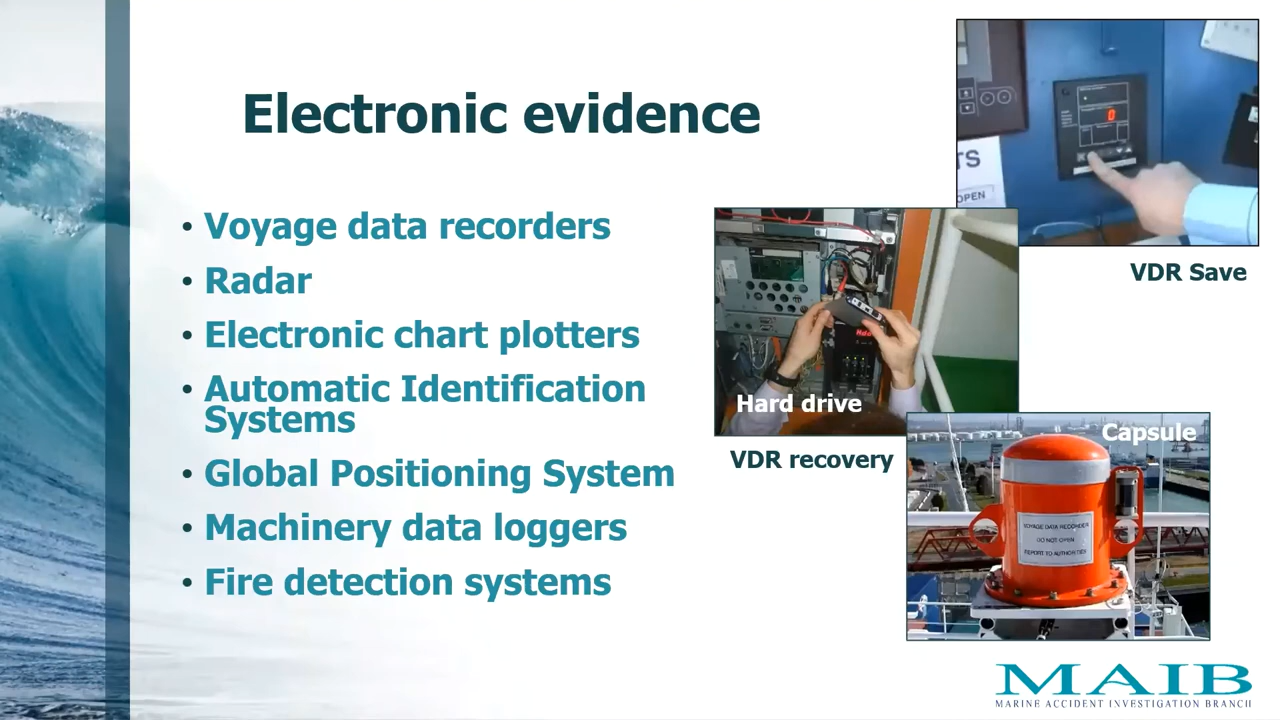 Electronic evidence
• Voyage data recorders
• Radar
• Electronic chart plotters
• Automatic Identification
Systems
• Global Positioning System
• Machinery data loggers
• Fire detection systems
TS
OPEN
0
VDR Save
Hard drive
VDR recovery
Capsule
VOYAGE DATA RECORDER
DO NOT OPEN
REPORT TO AUTHORITIES
MAIB
MARINE ACCIDENT INVESTIGATION BRANCH